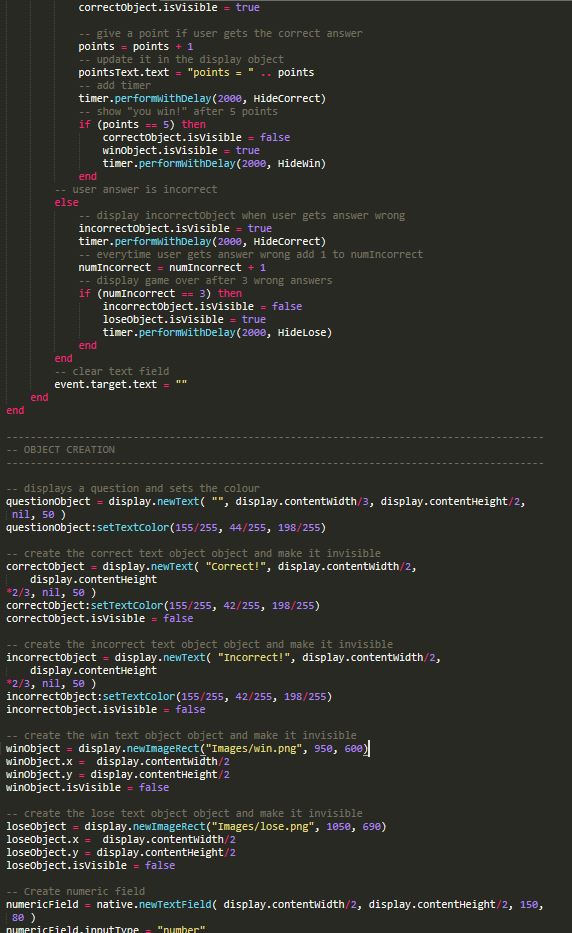 correctObject.isVisible = true
-- give a point if user gets the correct answer
points = points + 1
-- update it in the display object
pointsText.text = "points = " .. points
-- add timer
timer.performWithDelay(2000, HideCorrect)
-- show "you win!" after 5 points
if (points == 5) then
correctObject.isVisible = false
winObject.isVisible = true
timer.performWithDelay(2000, HideWin)
end
-- user answer is incorrect
else
-- display incorrectObject when user gets answer wrong
incorrectObject.isVisible = true
timer.performWithDelay(2000, HideCorrect)
-- everytime user gets answer wrong add 1 to numIncorrect
numIncorrect = numIncorrect + 1
-- display game over after 3 wrong answers
if (numIncorrect == 3) then
incorrectObject.isVisible = false
loseObject.isVisible = true
timer.performWithDelay(2000, HideLose)
end
end
-- clear text field
event.target.text = ""
end
end
------------------------------------------------------------------------------------------
-- OBJECT CREATION
------------------------------------------------------------------------------------------
-- displays a question and sets the colour
questionObject = display.newText( "", display.contentWidth/3, display.contentHeight/2,
nil, 50 )
questionObject:setTextColor(155/255, 44/255, 198/255)
-- create the correct text object object and make it invisible
correctObject = display.newText( "Correct!", display.contentWidth/2,
display.contentHeight
*2/3, nil, 50 )
correctObject:setTextColor(155/255, 42/255, 198/255)
correctObject.isVisible = false
-- create the incorrect text object object and make it invisible
incorrectObject = display.newText( "Incorrect!", display.contentWidth/2,
display.contentHeight
*2/3, nil, 50 )
incorrectObject:setTextColor(155/255, 42/255, 198/255)
incorrectObject.isVisible = false
-- create the win text object object and make it invisible
winObject = display.newImageRect("Images/win.png", 950, 600)
winObject.x =  display.contentWidth/2
winObject.y = display.contentHeight/2
winObject.isVisible = false
-- create the lose text object object and make it invisible
loseObject = display.newImageRect("Images/lose.png", 1050, 690)
loseObject.x =  display.contentWidth/2
loseObject.y = display.contentHeight/2
loseObject.isVisible = false
-- Create numeric field
numericField = native.newTextField( display.contentWidth/2, display.contentHeight/2, 150,
80 )
numericField.inputType = "number"